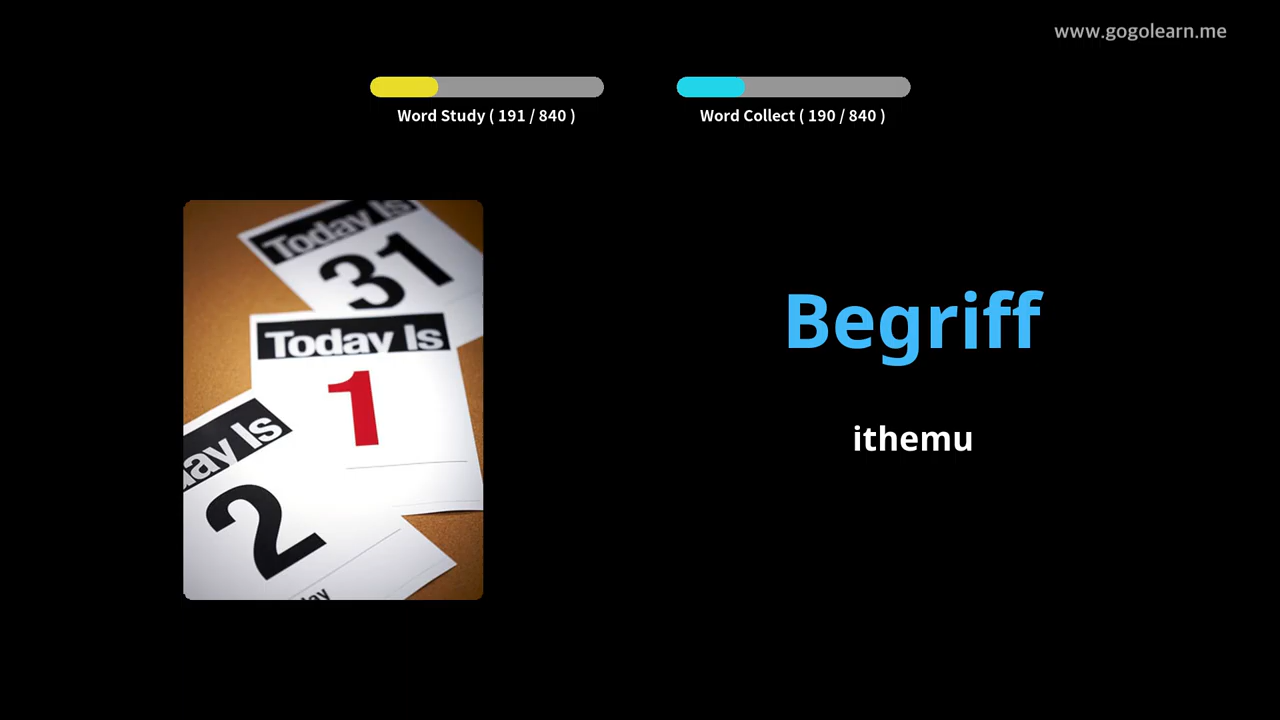 www.gogolearn.me
Word Study ( 191 / 840 )
Word Collect ( 190 / 840 )
Today Is
31
Today Is
1
day Is
2
Begriff
ithemu